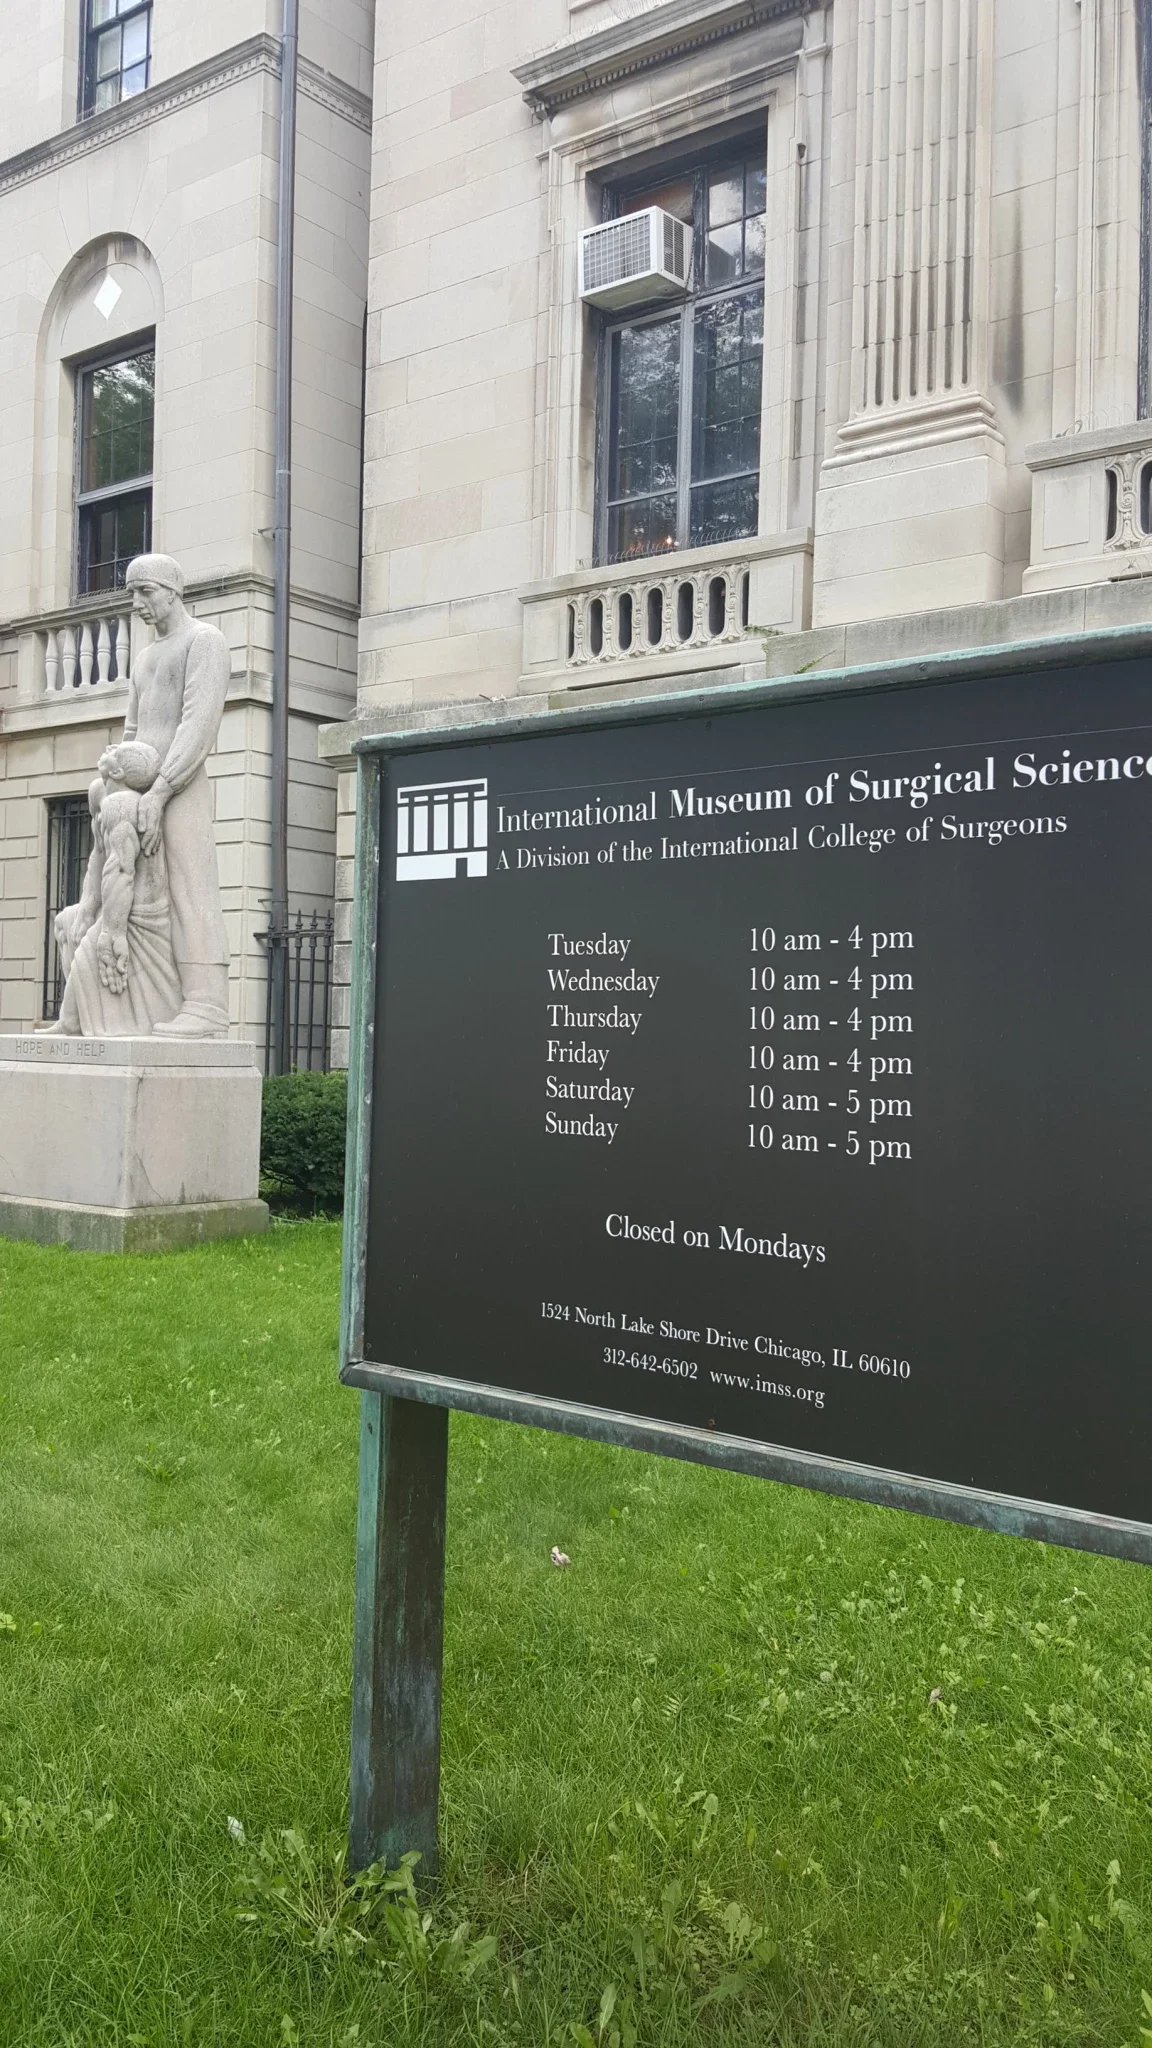 International Museum of Surgical Science
A Division of the International College of Surgeons
Tuesday 10 am - 4 pm
Wednesday 10 am - 4 pm
Thursday 10 am - 4 pm
Friday 10 am - 4 pm
Saturday 10 am - 5 pm
Sunday 10 am - 5 pm
Closed on Mondays
1524 North Lake Shore Drive Chicago, IL 60610
312-642-6502 www.imss.org
HOPE AND HELP